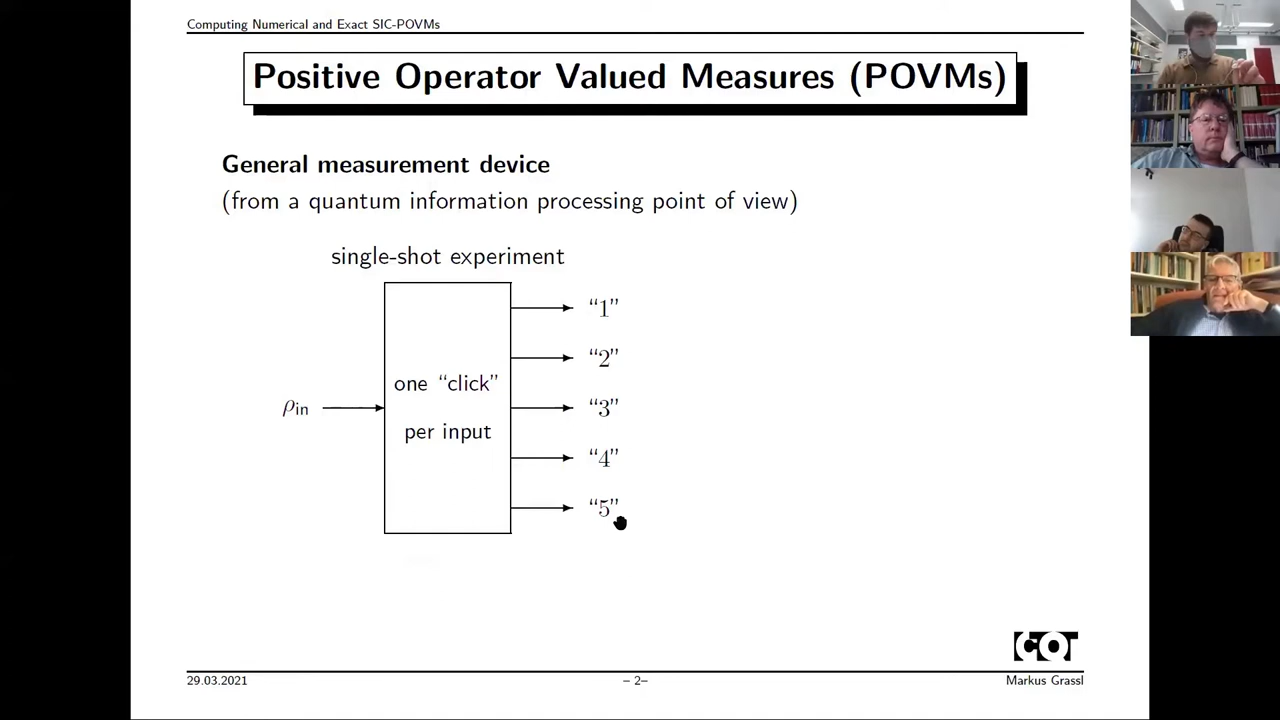 Computing Numerical and Exact SIC-POVMs
Positive Operator Valued Measures (POVMs)
General measurement device
(from a quantum information processing point of view)
single-shot experiment
“1”
“2”
one “click”
ρin
“3”
per input
“4”
“5”
CQT
29.03.2021
– 2–
Markus Grassl